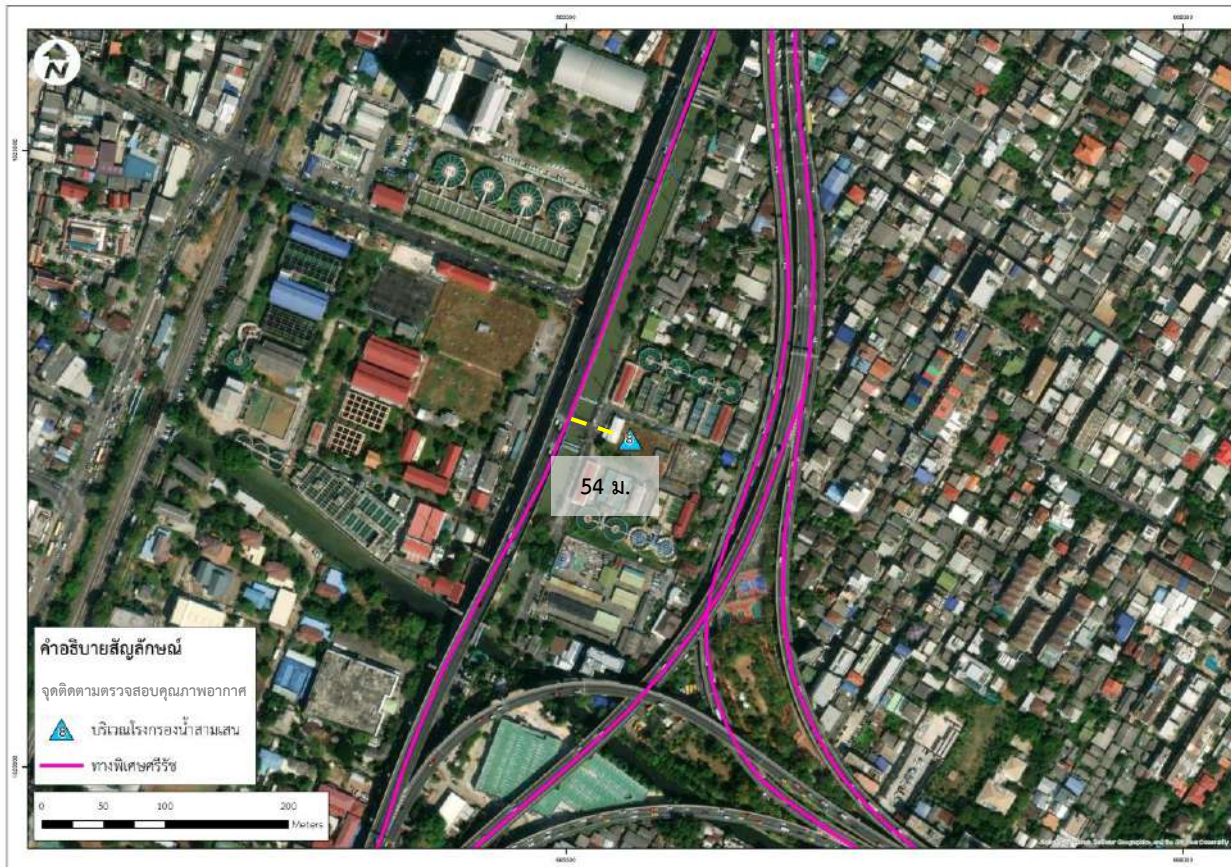 N
8
54 ม.
คำอธิบายสัญลักษณ์
จุดติดตามตรวจสอบคุณภาพอากาศ
8 บริเวณโรงกรองน้ำสามเสน
ทางพิเศษศรีรัช
0 50 100 200
Meters